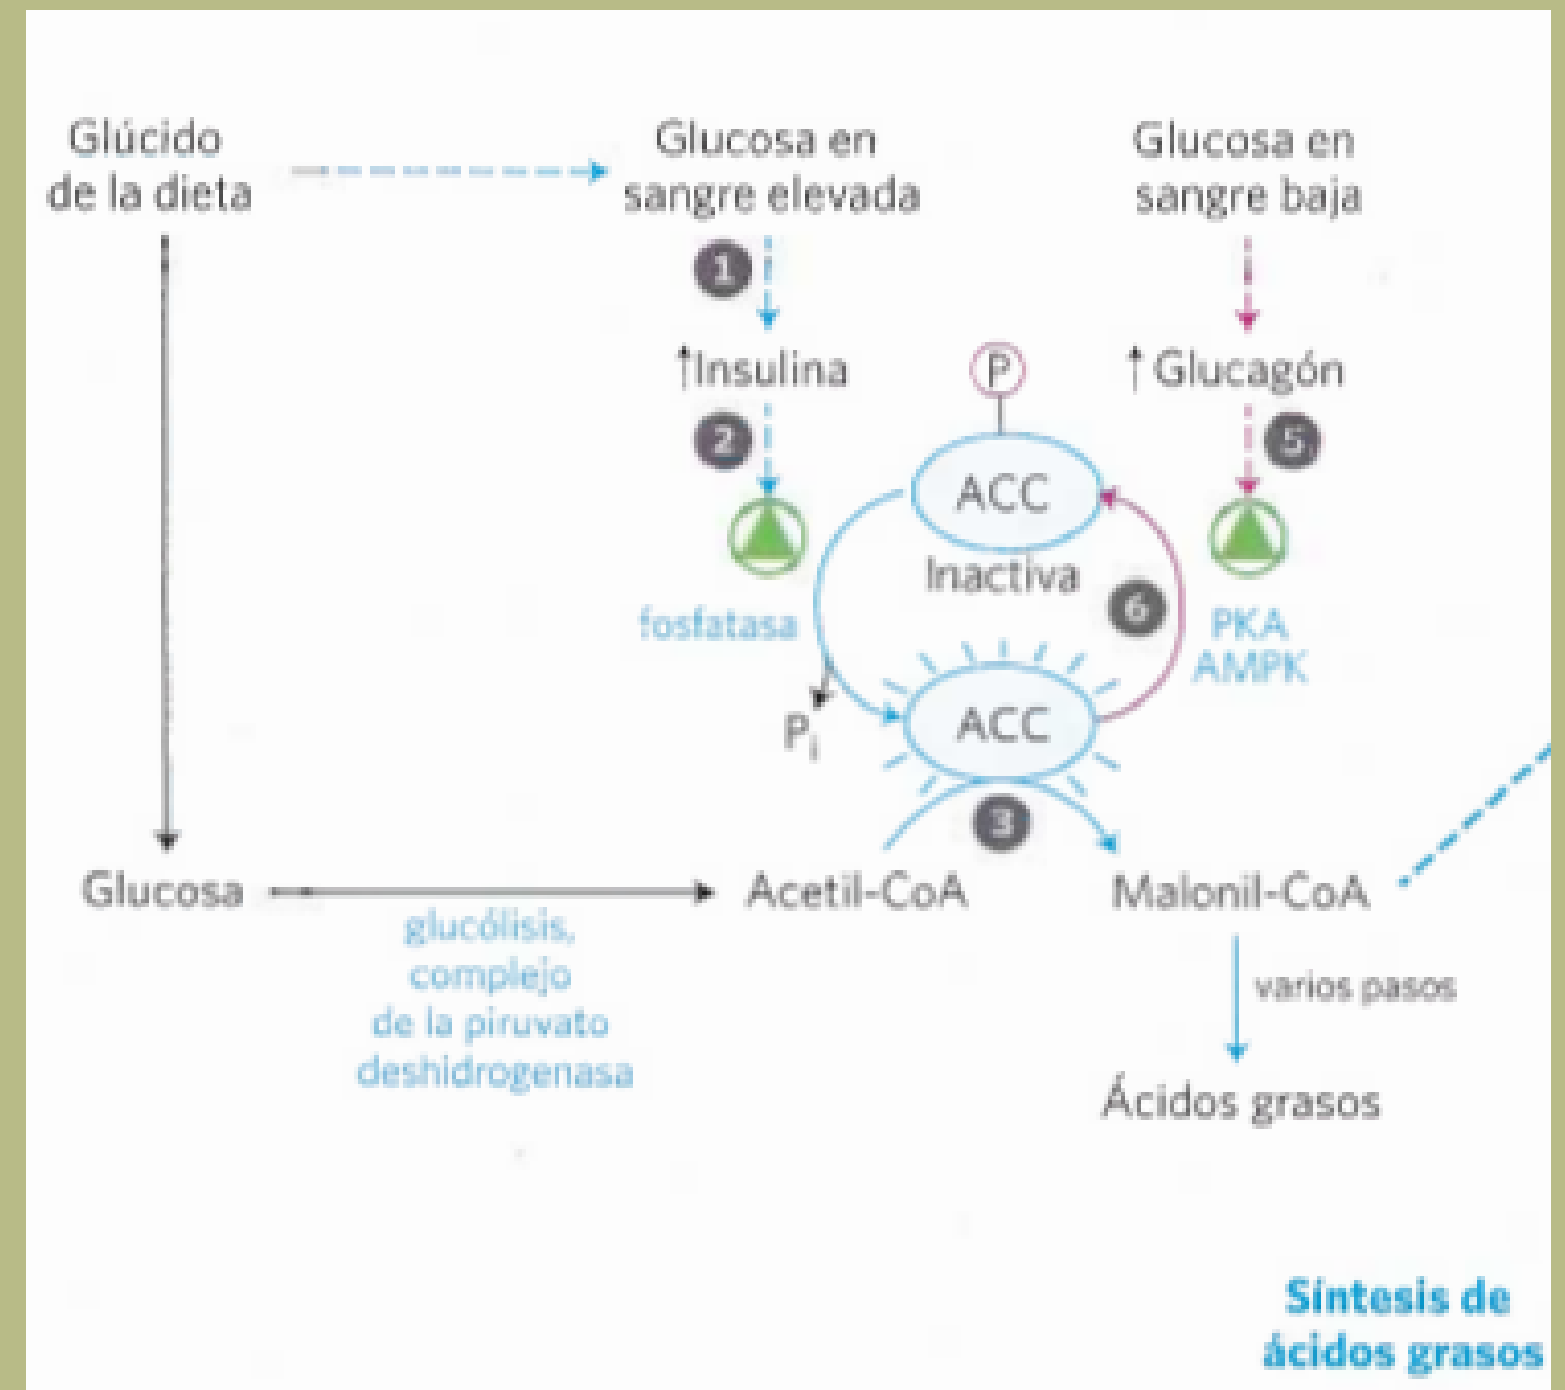 Glúcido
de la dieta
Glucosa en
sangre elevada
Glucosa en
sangre baja
1
↑Insulina
P
↑Glucagón
2
5
ACC
Inactiva
fosfatasa
6
PKA
AMPK
Pi
ACC
3
Glucosa
Acetil-CoA
Malonil-CoA
glucólisis,
complejo
de la piruvato
deshidrogenasa
varios pasos
Ácidos grasos
Síntesis de
ácidos grasos